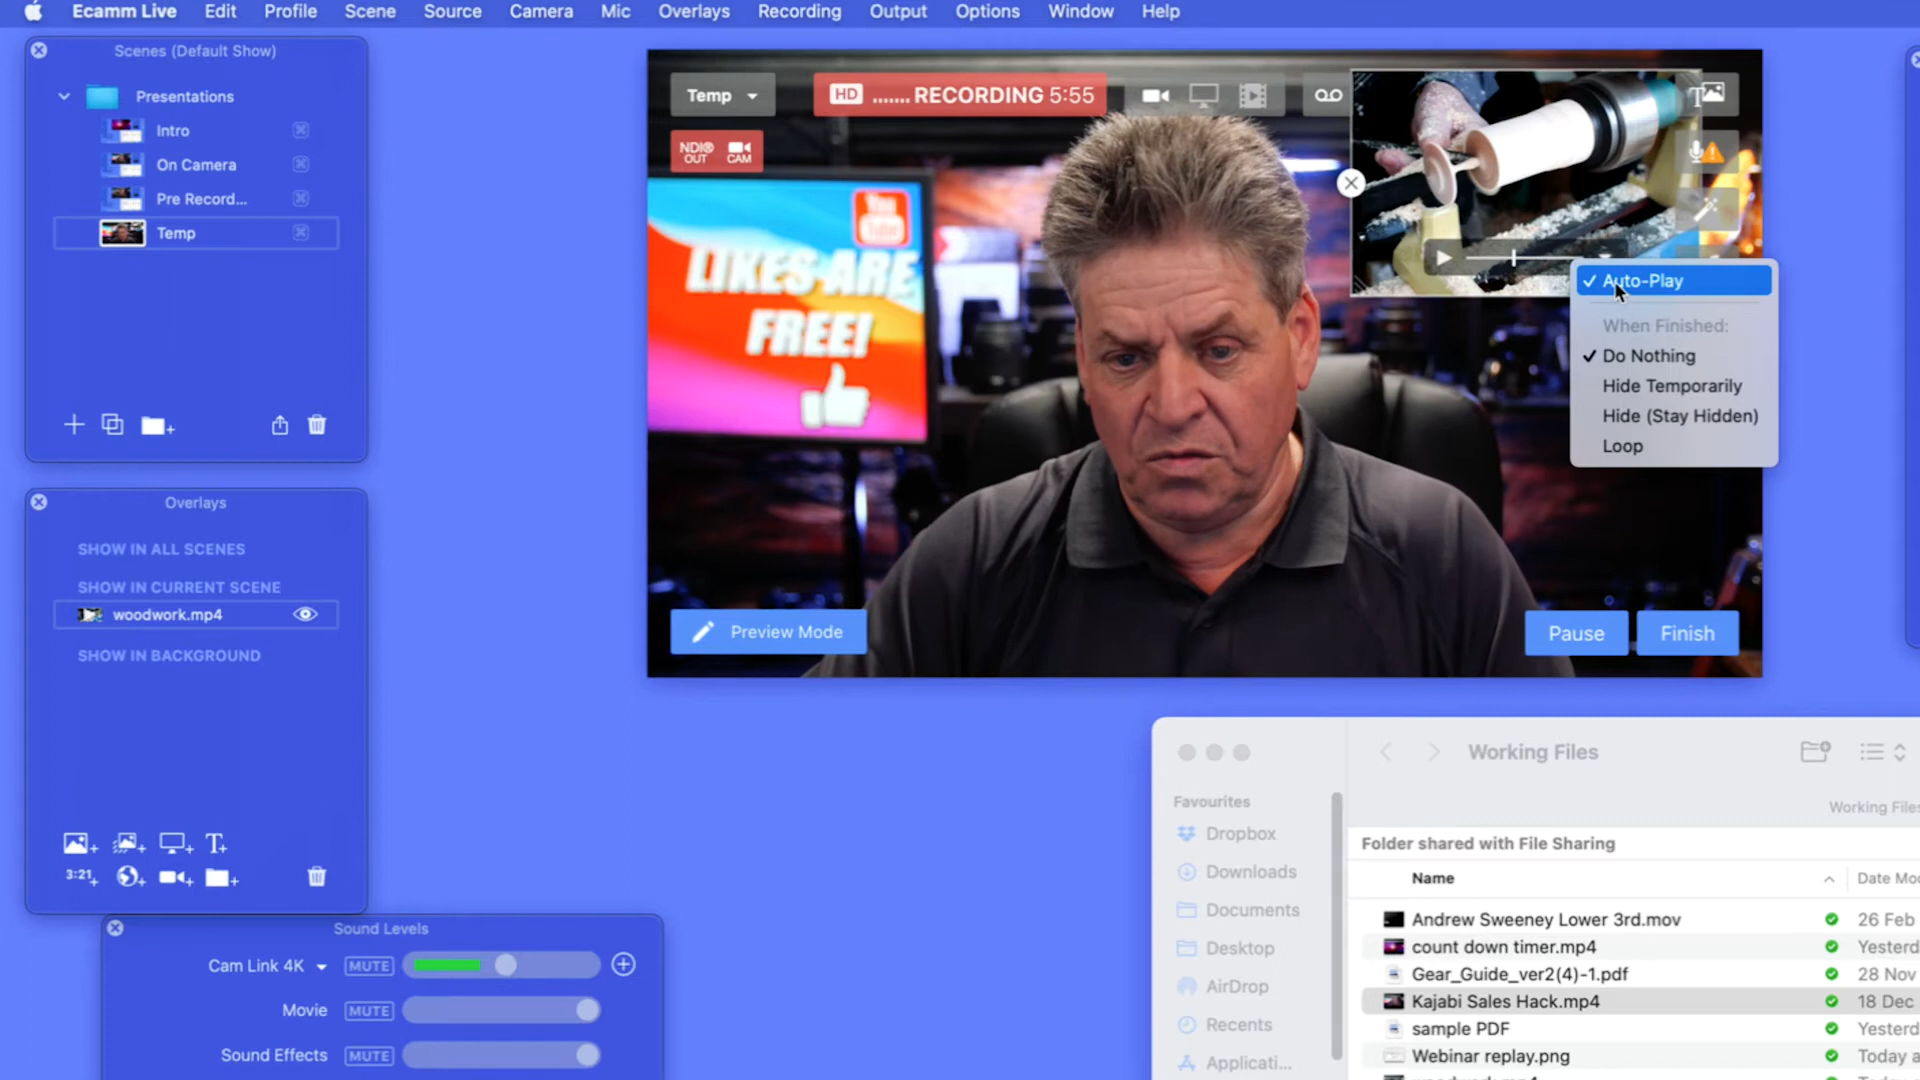 Ecamm Live Edit Profile Scene Source Camera Mic Overlays Recording Output Options Window Help
Scenes (Default Show)
Presentations
Intro
On Camera
Pre Record...
Temp
Overlays
SHOW IN ALL SCENES
SHOW IN CURRENT SCENE
woodwork.mp4
SHOW IN BACKGROUND
T+
3:21+
Sound Levels
Cam Link 4K MUTE
Movie MUTE
Sound Effects MUTE
Temp
HD ....... RECORDING 5:55
NDI® OUT CAM
T
You Tube
LIKES ARE
FREE!
Auto-Play
When Finished:
Do Nothing
Hide Temporarily
Hide (Stay Hidden)
Loop
Preview Mode
Pause
Finish
Working Files
Working Files
Favourites
Dropbox
Downloads
Documents
Desktop
AirDrop
Recents
Applicati...
Folder shared with File Sharing
Name Date Mo
Andrew Sweeney Lower 3rd.mov 26 Feb
count down timer.mp4 Yesterd
Gear_Guide_ver2(4)-1.pdf 28 Nov
Kajabi Sales Hack.mp4 18 Dec
sample PDF Yesterd
Webinar replay.png Today a